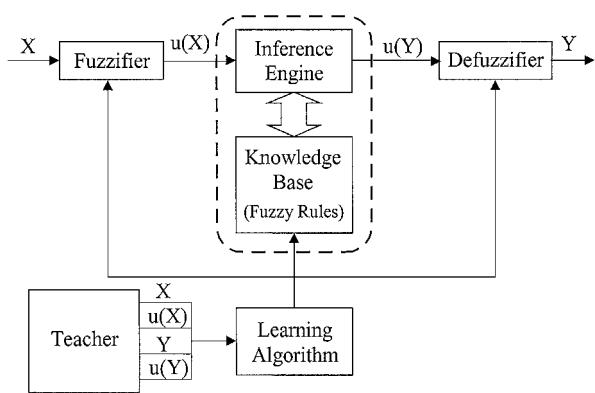 X
Fuzzifier
u(X)
Inference
Engine
u(Y)
Defuzzifier
Y
Knowledge
Base
(Fuzzy Rules)
Teacher
X
u(X)
Y
u(Y)
Learning
Algorithm